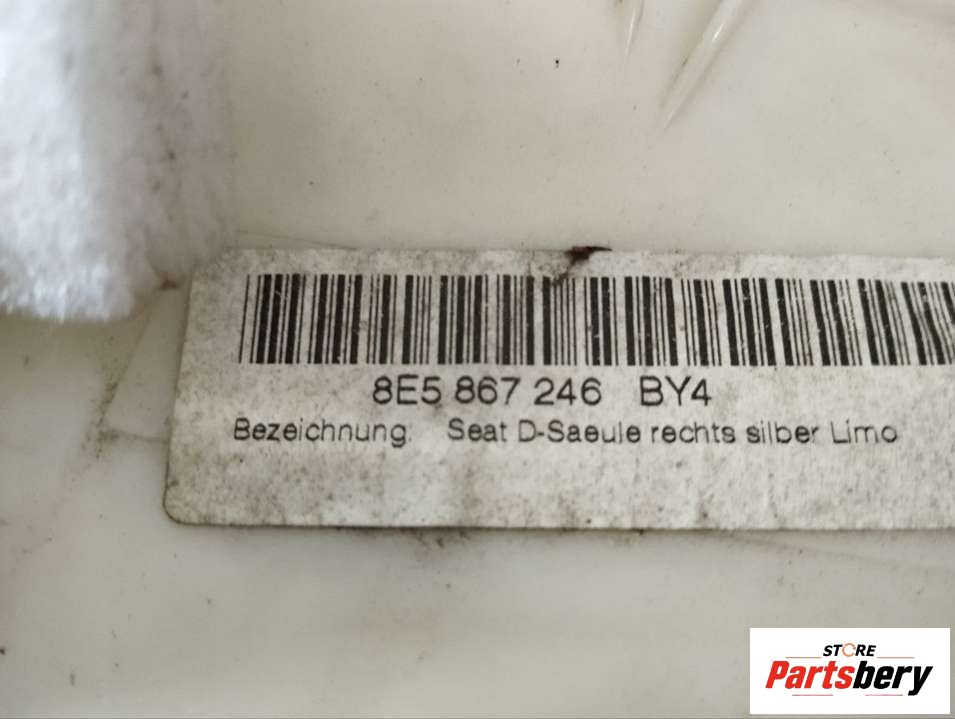 8E5 867 246 BY4
Bezeichnung: Seat D-Saeule rechts silber Limo
STORE
Partsbery